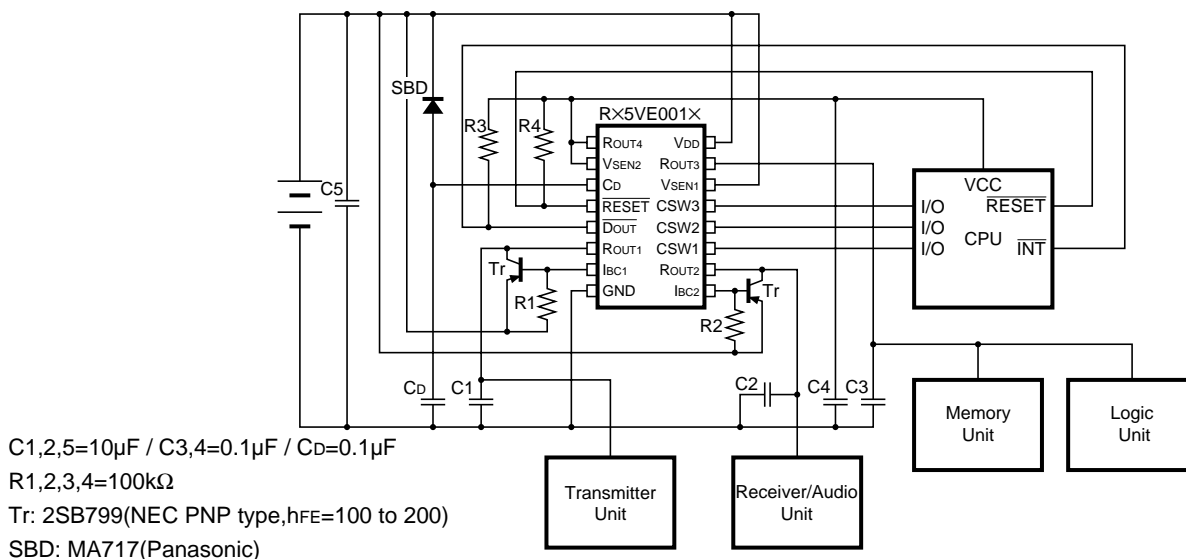 SBD
R×5VE001×
R3
R4
ROUT4
VDD
VSEN2
ROUT3
C5
CD
VSEN1
VCC
RESET
CSW3
I/O
RESET
DOUT
CSW2
I/O
CPU
ROUT1
CSW1
I/O
INT
Tr
IBC1
ROUT2
Tr
R1
GND
IBC2
R2
CD
C1
C2
C4
C3
Memory
Unit
Logic
Unit
Transmitter
Unit
Receiver/Audio
Unit
C1,2,5=10µF / C3,4=0.1µF / CD=0.1µF
R1,2,3,4=100kΩ
Tr: 2SB799(NEC PNP type,hFE=100 to 200)
SBD: MA717(Panasonic)